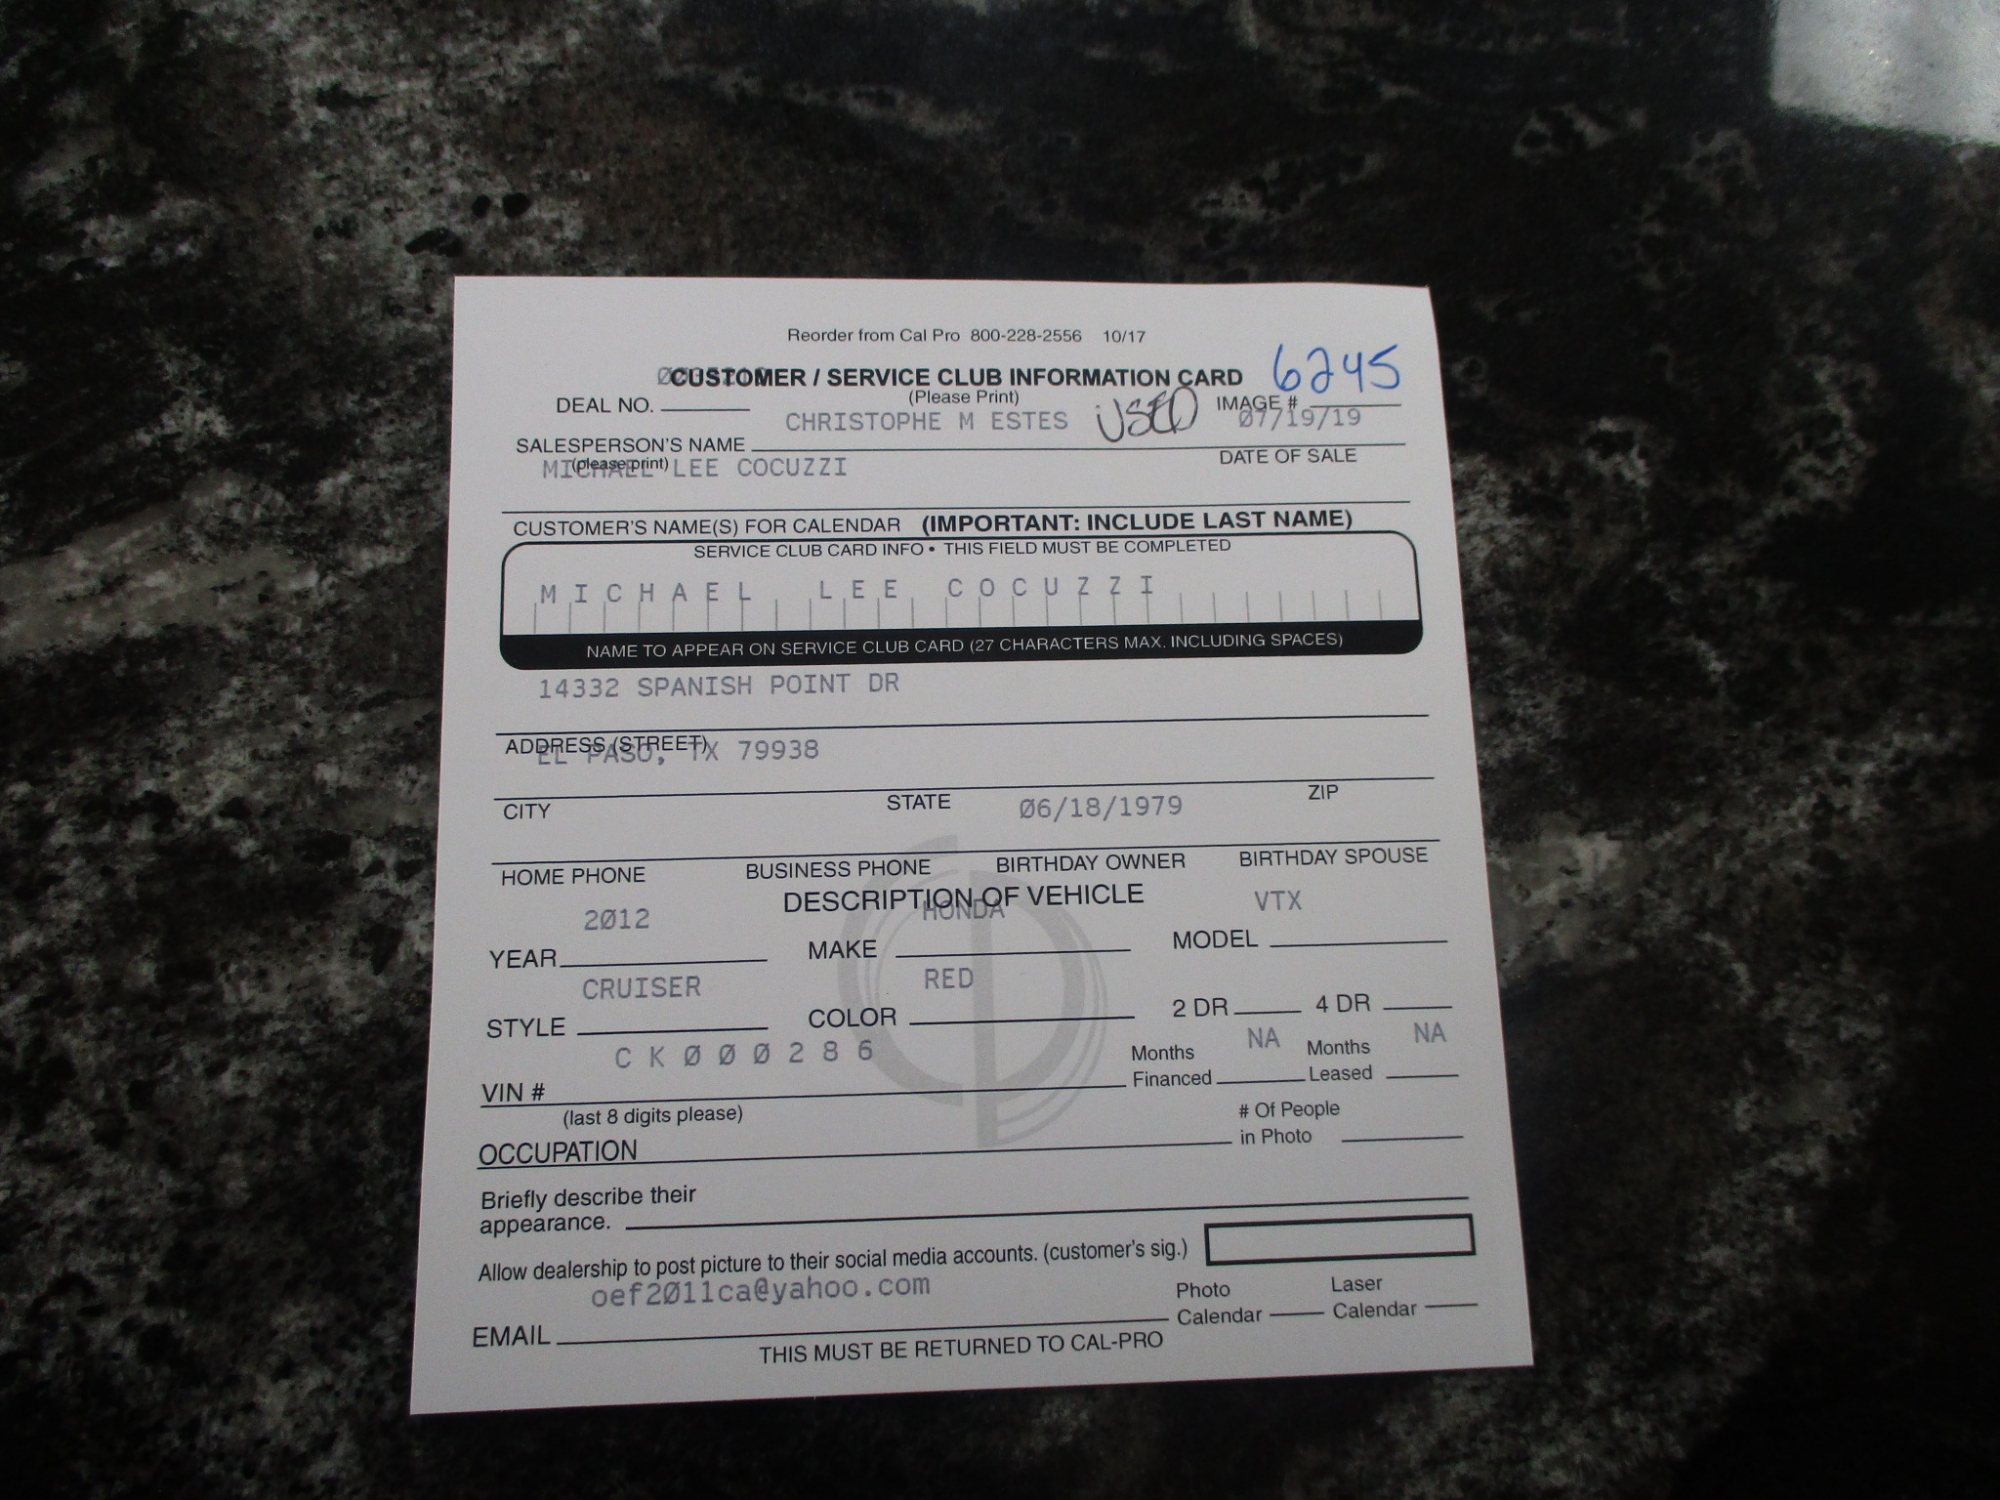 Reorder from Cal Pro 800-228-2556 10/17
CUSTOMER / SERVICE CLUB INFORMATION CARD 6245
DEAL NO. (Please Print) IMAGE #
CHRISTOPHE M ESTES USED 07/19/19
SALESPERSON'S NAME
(please print) DATE OF SALE
MICHAEL LEE COCUZZI
CUSTOMER'S NAME(S) FOR CALENDAR (IMPORTANT: INCLUDE LAST NAME)
SERVICE CLUB CARD INFO • THIS FIELD MUST BE COMPLETED
MICHAEL LEE COCUZZI
NAME TO APPEAR ON SERVICE CLUB CARD (27 CHARACTERS MAX. INCLUDING SPACES)
14332 SPANISH POINT DR
ADDRESS (STREET)
EL PASO, TX 79938
CITY STATE ZIP
06/18/1979
HOME PHONE BUSINESS PHONE BIRTHDAY OWNER BIRTHDAY SPOUSE
DESCRIPTION OF VEHICLE
2012 HONDA VTX
YEAR MAKE MODEL
CRUISER RED
STYLE COLOR 2 DR 4 DR
CK000286 NA NA
VIN # Months Financed Months Leased
(last 8 digits please)
OCCUPATION # Of People in Photo
Briefly describe their
appearance.
Allow dealership to post picture to their social media accounts. (customer's sig.)
oef2011ca@yahoo.com
EMAIL Photo Calendar Laser Calendar
THIS MUST BE RETURNED TO CAL-PRO